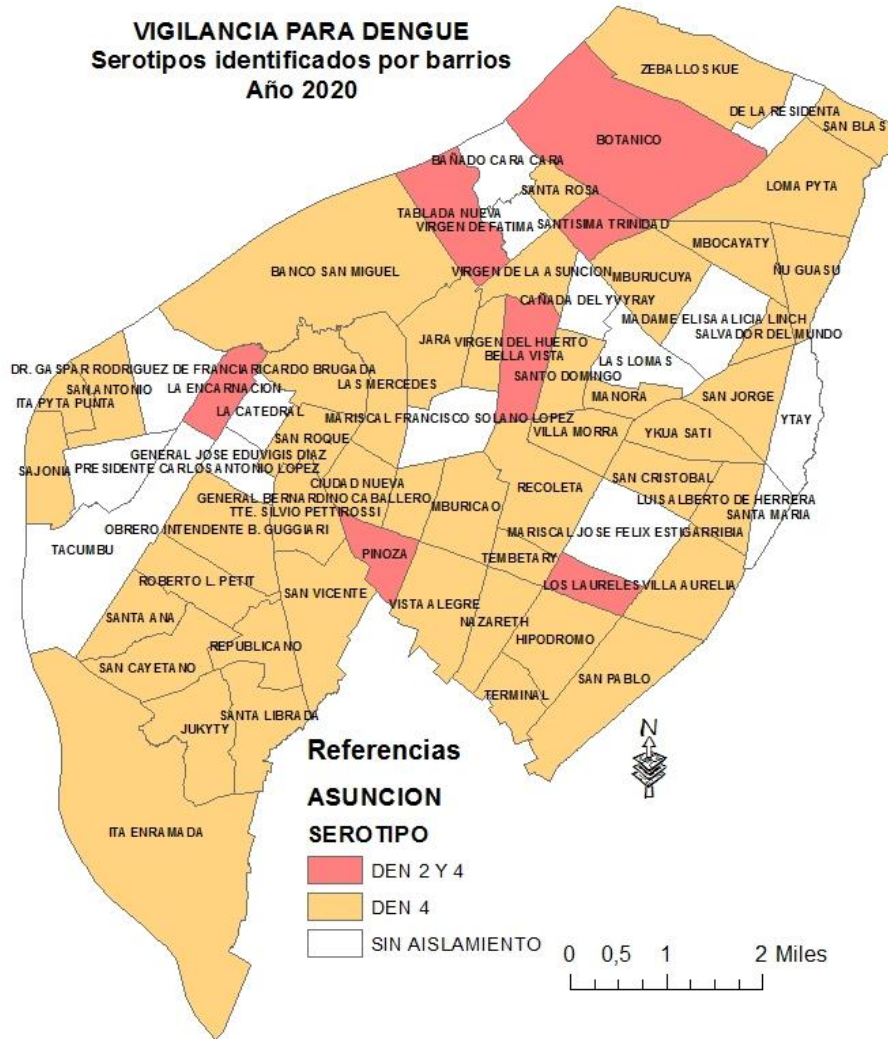 VIGILANCIA PARA DENGUE
Serotipos identificados por barrios
Año 2020
ZEBALLOS KUE
DE LA RESIDENTA
SAN BLAS
BOTANICO
BAÑADO CARA CARA
SANTA ROSA
LOMA PYTA
TABLADA NUEVA
VIRGEN DE FATIMA
SANTISIMA TRINIDAD
MBOCAYATY
BANCO SAN MIGUEL
VIRGEN DE LA ASUNCION
MBURUCUYA
ÑU GUASU
CAÑADA DEL YVYRAY
MADAME ELISA ALICIA LINCH
JARA
VIRGEN DEL HUERTO
SALVADOR DEL MUNDO
BELLA VISTA
LAS LOMAS
DR. GASPAR RODRIGUEZ DE FRANCIA
RICARDO BRUGADA
SANTO DOMINGO
SAN ANTONIO
LA ENCARNACION
LAS MERCEDES
MANORA
SAN JORGE
ITA PYTA PUNTA
LA CATEDRAL
MARISCAL FRANCISCO SOLANO LOPEZ
YTAY
SAN ROQUE
VILLA MORRA
YKUA SATI
GENERAL JOSE EDUVIGIS DIAZ
SAJONIA
PRESIDENTE CARLOS ANTONIO LOPEZ
CIUDAD NUEVA
RECOLETA
SAN CRISTOBAL
GENERAL BERNARDINO CABALLERO
LUIS ALBERTO DE HERRERA
TTE. SILVIO PETTIROSSI
MBURICAO
SANTA MARIA
OBRERO INTENDENTE B. GUGGIARI
MARISCAL JOSE FELIX ESTIGARRIBIA
TACUMBU
PINOZA
TEMBETARY
ROBERTO L. PETIT
SAN VICENTE
LOS LAURELES
VILLA AURELIA
VISTA ALEGRE
SANTA ANA
NAZARETH
REPUBLICANO
HIPODROMO
SAN CAYETANO
SAN PABLO
TERMINAL
SANTA LIBRADA
JUKYTY
N
ITA ENRAMADA
Referencias
ASUNCION
SEROTIPO
DEN 2 Y 4
DEN 4
SIN AISLAMIENTO
0 0,5 1 2 Miles